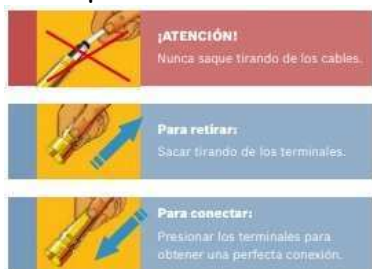 ¡ATENCIÓN!
Nunca saque tirando de los cables.
Para retirar:
Sacar tirando de los terminales.
Para conectar:
Presionar los terminales para
obtener una perfecta conexión.